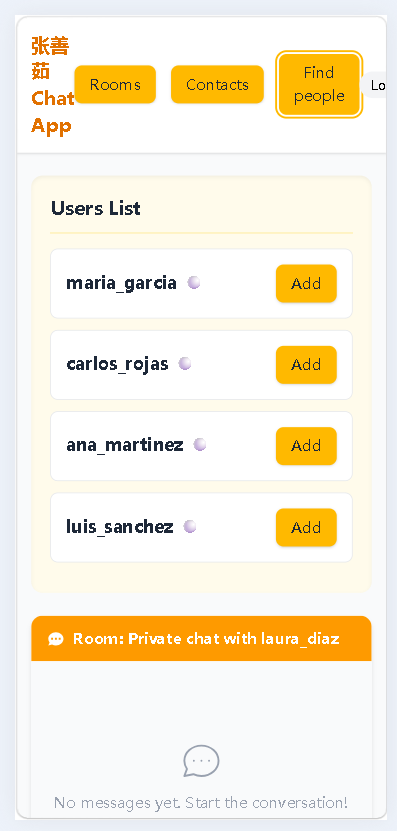 张善
茹
Chat
App
Rooms
Contacts
Find
people
Lo
Users List
maria_garcia
Add
carlos_rojas
Add
ana_martinez
Add
luis_sanchez
Add
Room: Private chat with laura_diaz
No messages yet. Start the conversation!